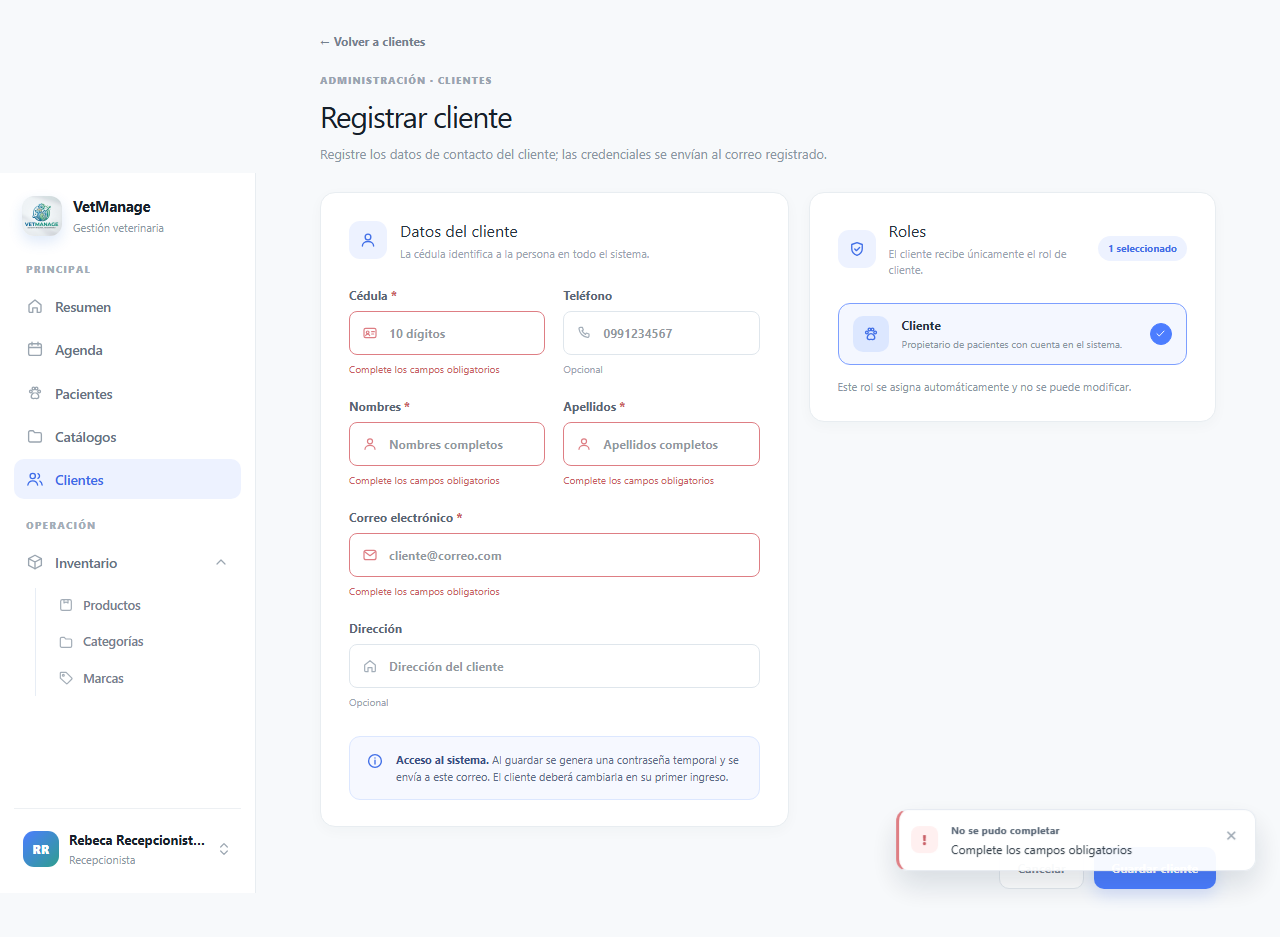 ← Volver a clientes
ADMINISTRACIÓN · CLIENTES
Registrar cliente
Registre los datos de contacto del cliente; las credenciales se envían al correo registrado.
VETMANAGE
VetManage
Gestión veterinaria
PRINCIPAL
Resumen
Agenda
Pacientes
Catálogos
Clientes
OPERACIÓN
Inventario
Productos
Categorías
Marcas
RR
Rebeca Recepcionist...
Recepcionista
Datos del cliente
La cédula identifica a la persona en todo el sistema.
Cédula *
10 dígitos
Complete los campos obligatorios
Teléfono
0991234567
Opcional
Nombres *
Nombres completos
Complete los campos obligatorios
Apellidos *
Apellidos completos
Complete los campos obligatorios
Correo electrónico *
cliente@correo.com
Complete los campos obligatorios
Dirección
Dirección del cliente
Opcional
Acceso al sistema. Al guardar se genera una contraseña temporal y se
envía a este correo. El cliente deberá cambiarla en su primer ingreso.
Roles
El cliente recibe únicamente el rol de
cliente.
1 seleccionado
Cliente
Propietario de pacientes con cuenta en el sistema.
Este rol se asigna automáticamente y no se puede modificar.
No se pudo completar
Complete los campos obligatorios
Cancelar
Guardar cliente